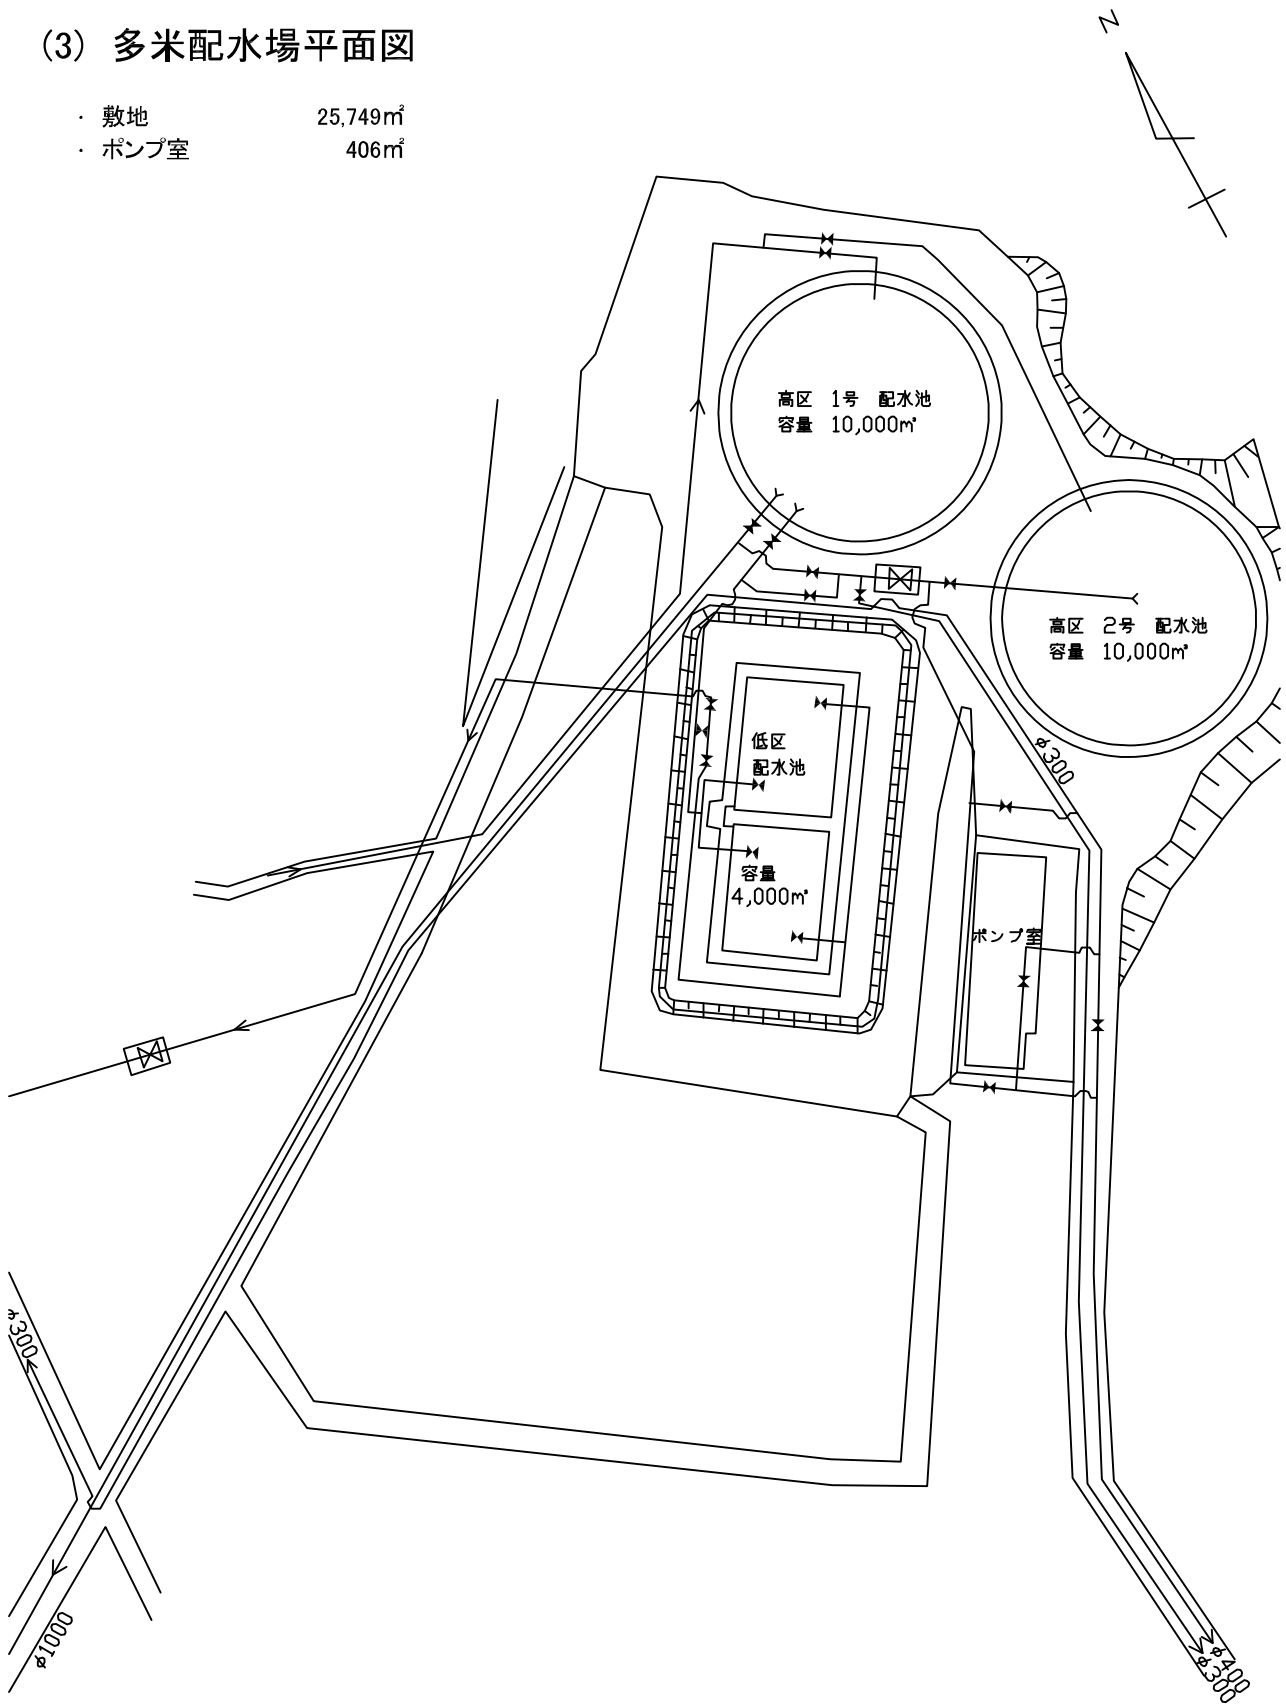 (3) 多米配水場平面図
N
・ 敷地 25,749㎡
・ ポンプ室 406㎡
高区 1号 配水池
容量 10,000m³
高区 2号 配水池
容量 10,000m³
φ300
低区
配水池
容量
4,000m³
ポンプ室
φ300
φ1000
φ400
φ300